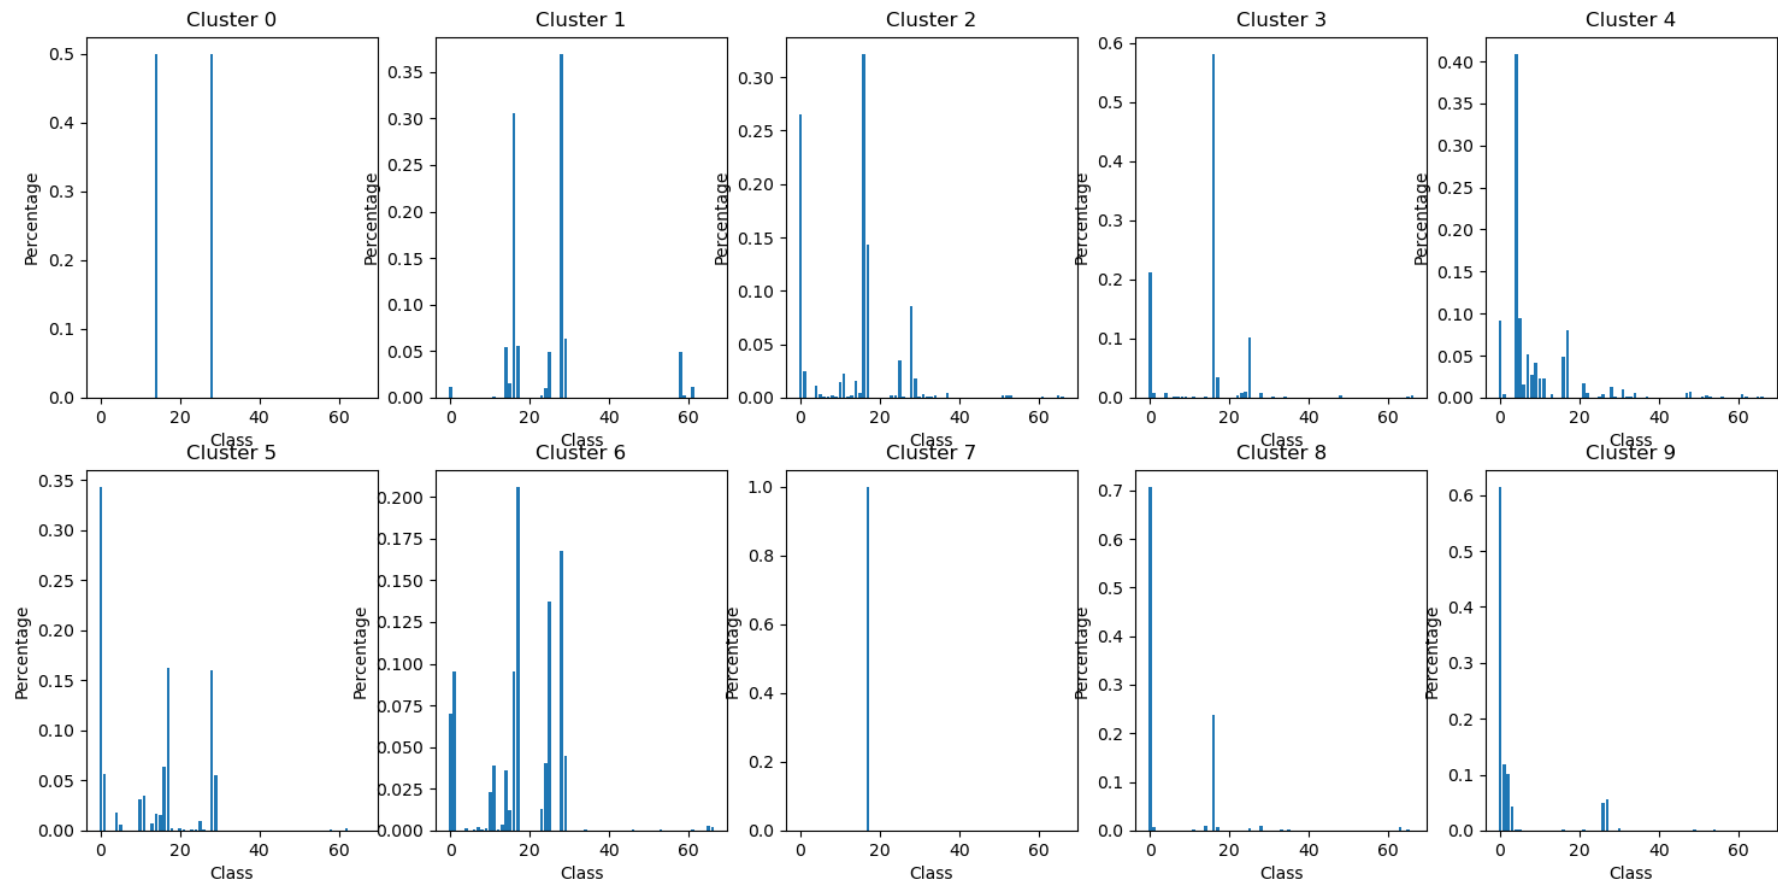 Cluster 0
Cluster 1
Cluster 2
Cluster 3
Cluster 4
Percentage
0.5
0.4
0.3
0.2
0.1
0.0
0 20 40 60
Class
Percentage
0.35
0.30
0.25
0.20
0.15
0.10
0.05
0.00
0 20 40 60
Class
Percentage
0.30
0.25
0.20
0.15
0.10
0.05
0.00
0 20 40 60
Class
Percentage
0.6
0.5
0.4
0.3
0.2
0.1
0.0
0 20 40 60
Class
Percentage
0.40
0.35
0.30
0.25
0.20
0.15
0.10
0.05
0.00
0 20 40 60
Class
Cluster 5
Cluster 6
Cluster 7
Cluster 8
Cluster 9
Percentage
0.35
0.30
0.25
0.20
0.15
0.10
0.05
0.00
0 20 40 60
Class
Percentage
0.200
0.175
0.150
0.125
0.100
0.075
0.050
0.025
0.000
0 20 40 60
Class
Percentage
1.0
0.8
0.6
0.4
0.2
0.0
0 20 40 60
Class
Percentage
0.7
0.6
0.5
0.4
0.3
0.2
0.1
0.0
0 20 40 60
Class
Percentage
0.6
0.5
0.4
0.3
0.2
0.1
0.0
0 20 40 60
Class